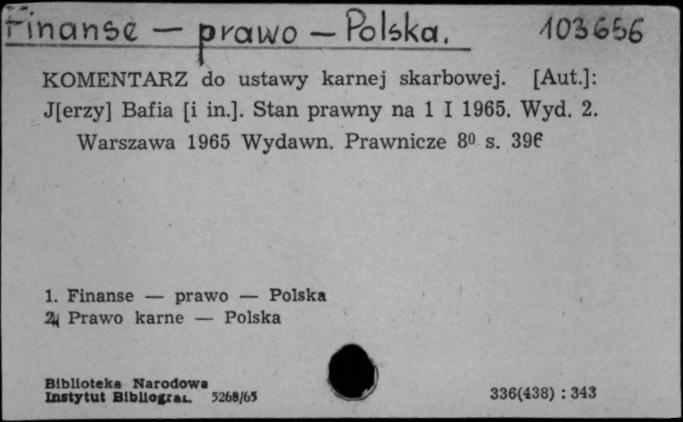 Finanse — prawo — Polska. 103656
KOMENTARZ do ustawy karnej skarbowej. [Aut.]:
J[erzy] Bafia [i in.]. Stan prawny na 1 I 1965. Wyd. 2.
Warszawa 1965 Wydawn. Prawnicze 8⁰ s. 396
1. Finanse — prawo — Polska
2. Prawo karne — Polska
Biblioteka Narodowa
Instytut Bibliograf. 5268/65
336(438) : 343